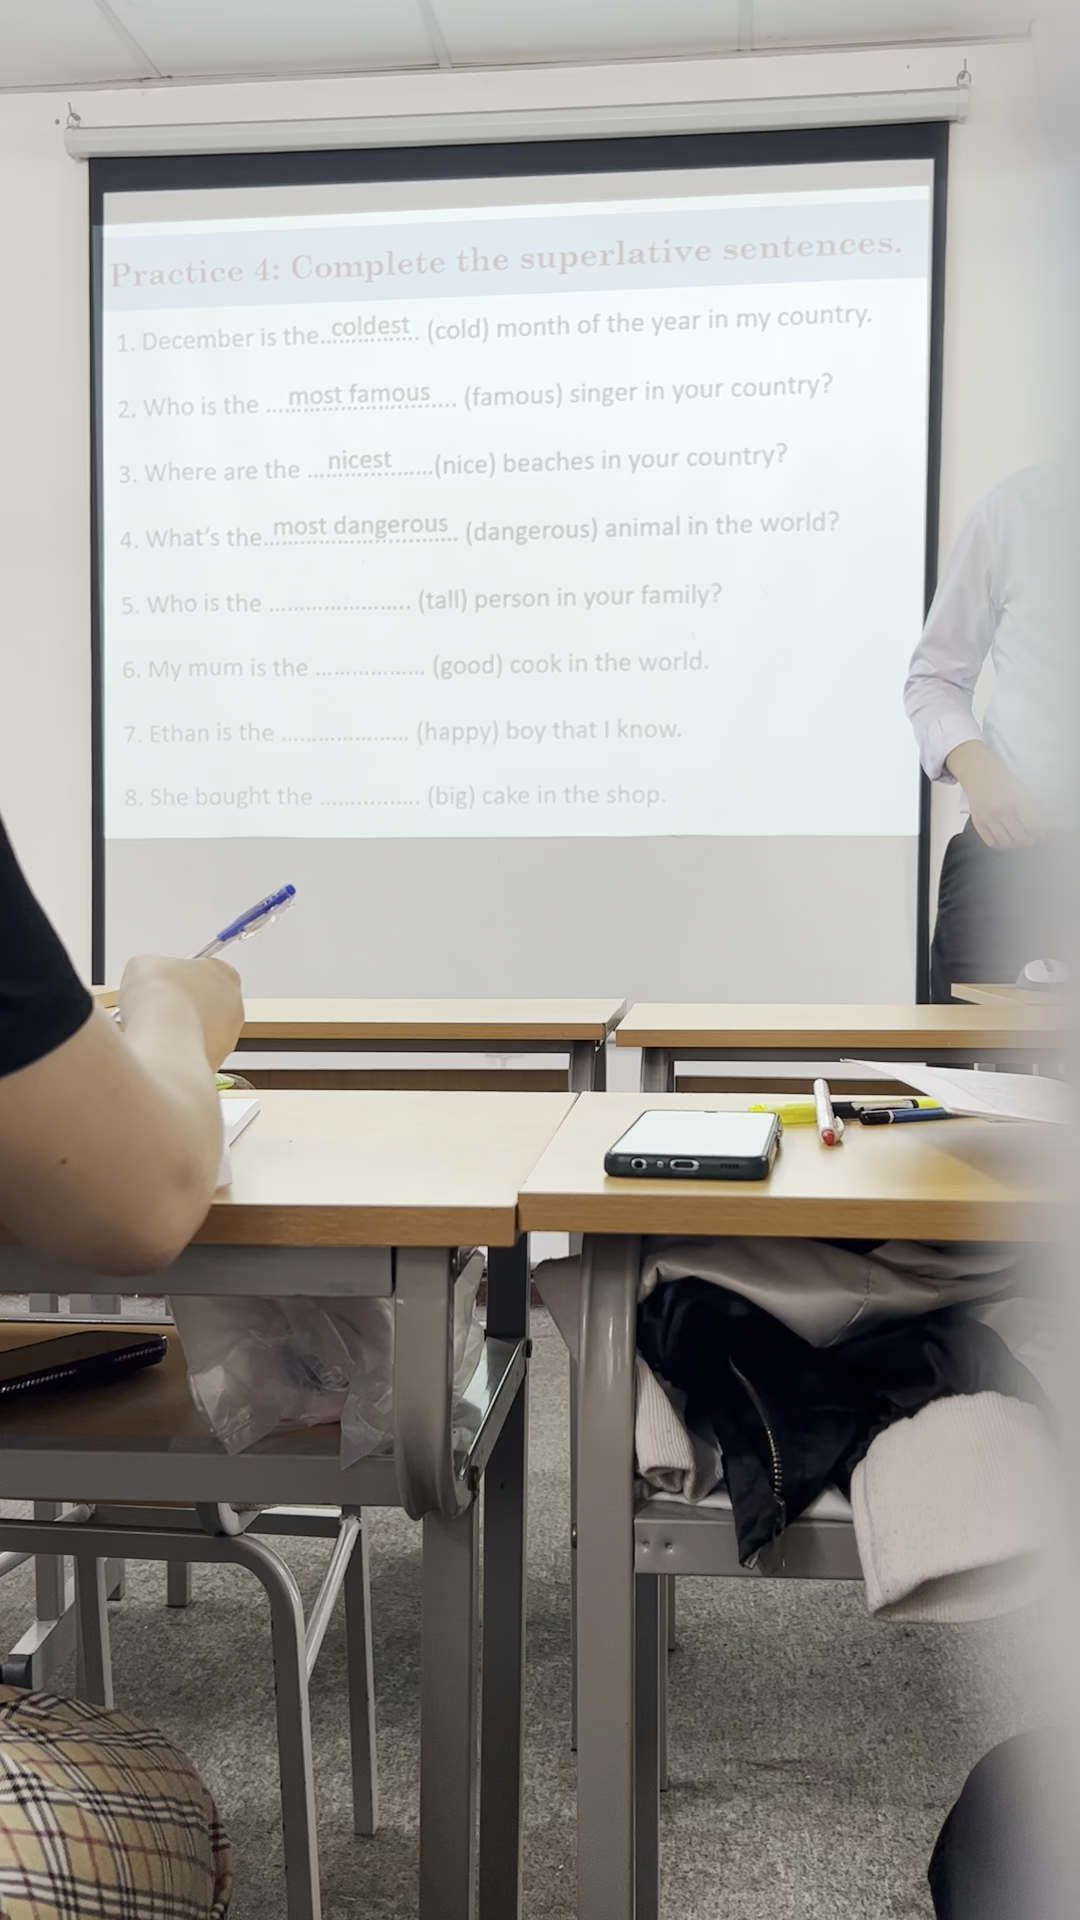 Practice 4: Complete the superlative sentences.
1. December is the...coldest... (cold) month of the year in my country.
2. Who is the ...most famous... (famous) singer in your country?
3. Where are the ...nicest...(nice) beaches in your country?
4. What's the...most dangerous... (dangerous) animal in the world?
5. Who is the ....................... (tall) person in your family?
6. My mum is the .................. (good) cook in the world.
7. Ethan is the ..................... (happy) boy that I know.
8. She bought the ................ (big) cake in the shop.